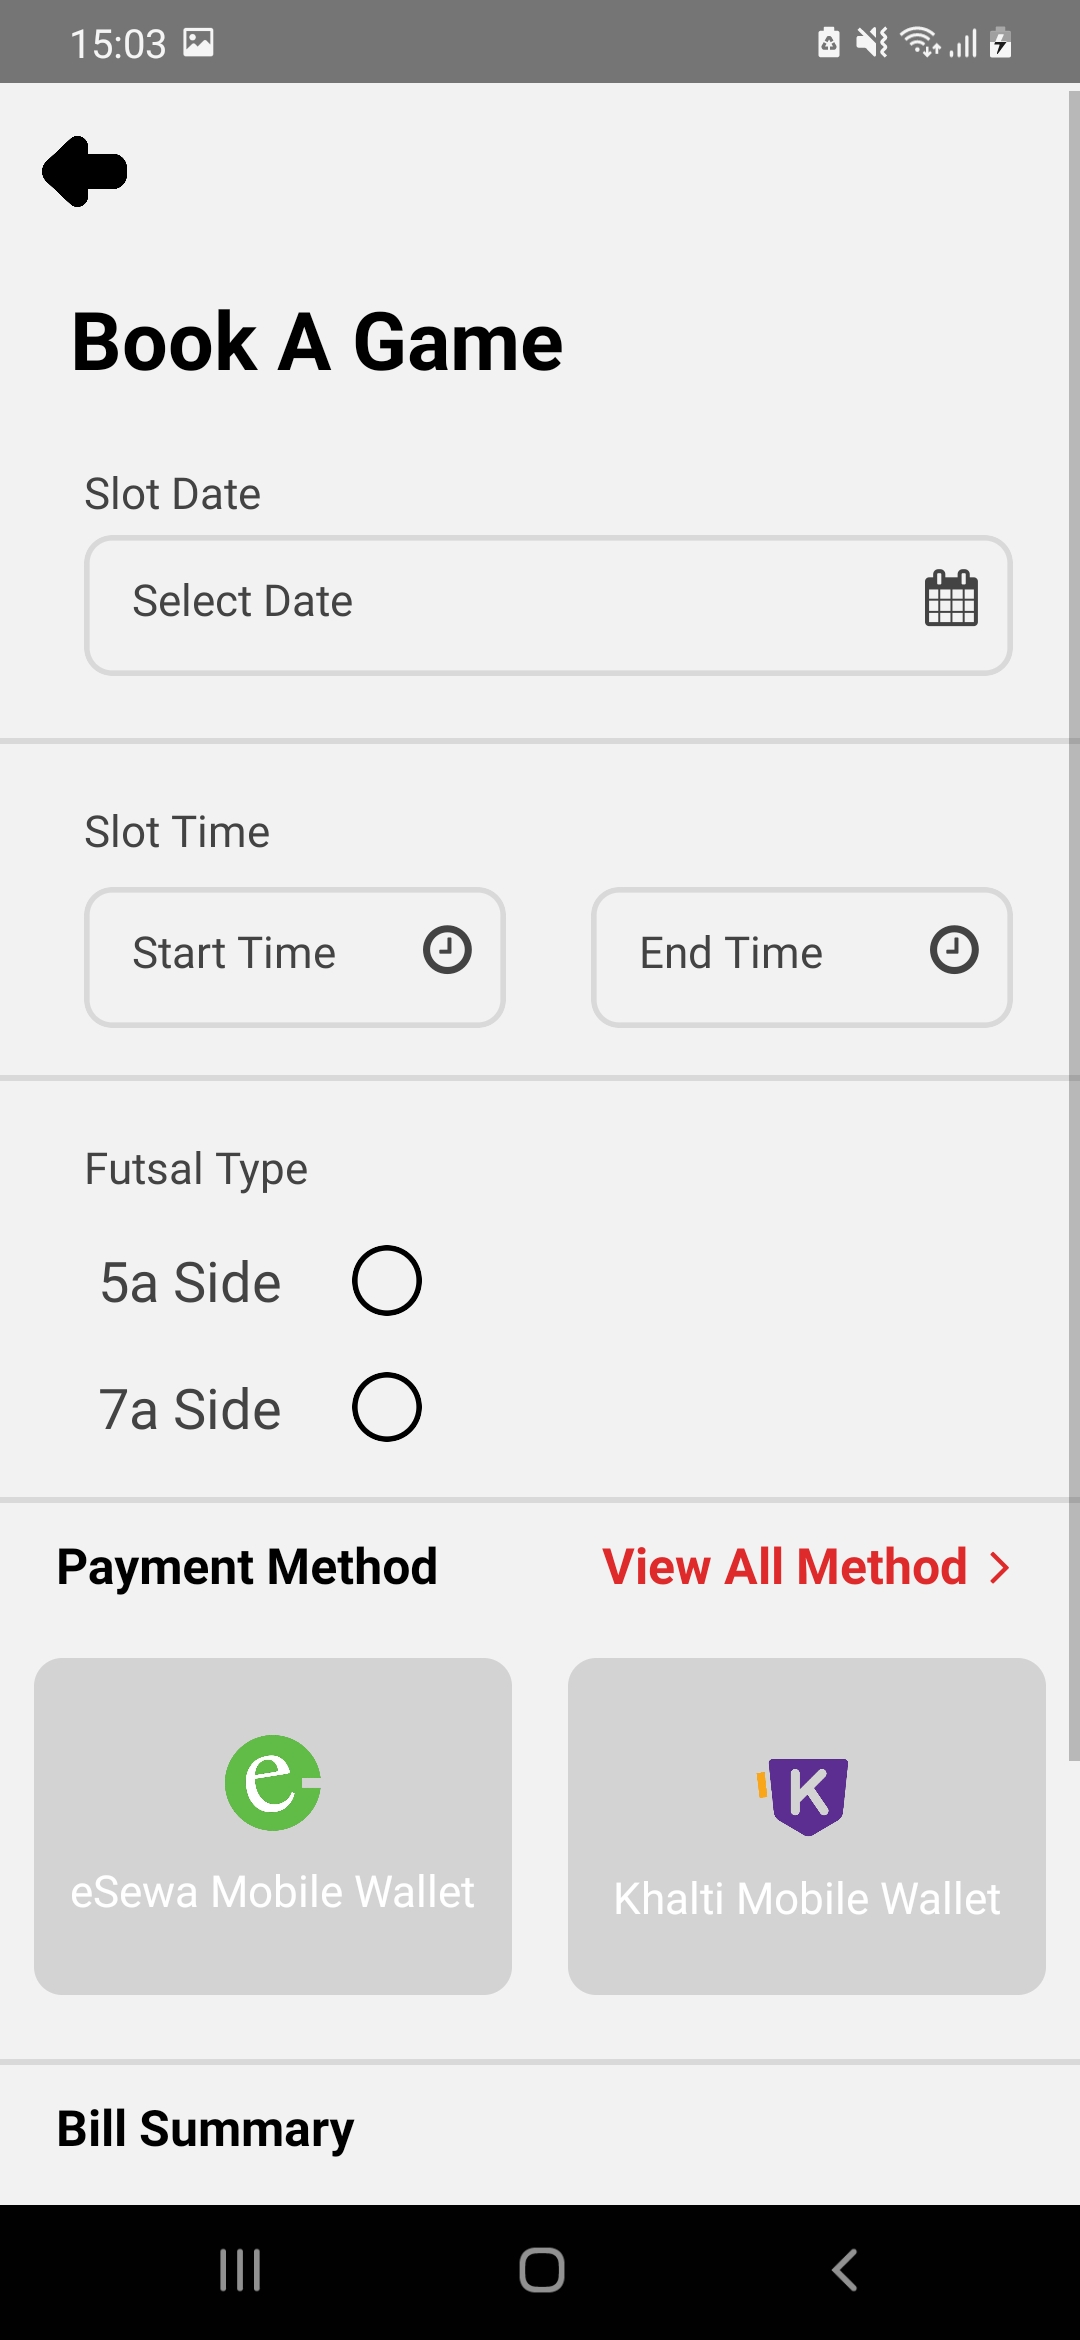 15:03
Book A Game
Slot Date
Select Date
Slot Time
Start Time
End Time
Futsal Type
5a Side
7a Side
Payment Method
View All Method
e
K
eSewa Mobile Wallet
Khalti Mobile Wallet
Bill Summary